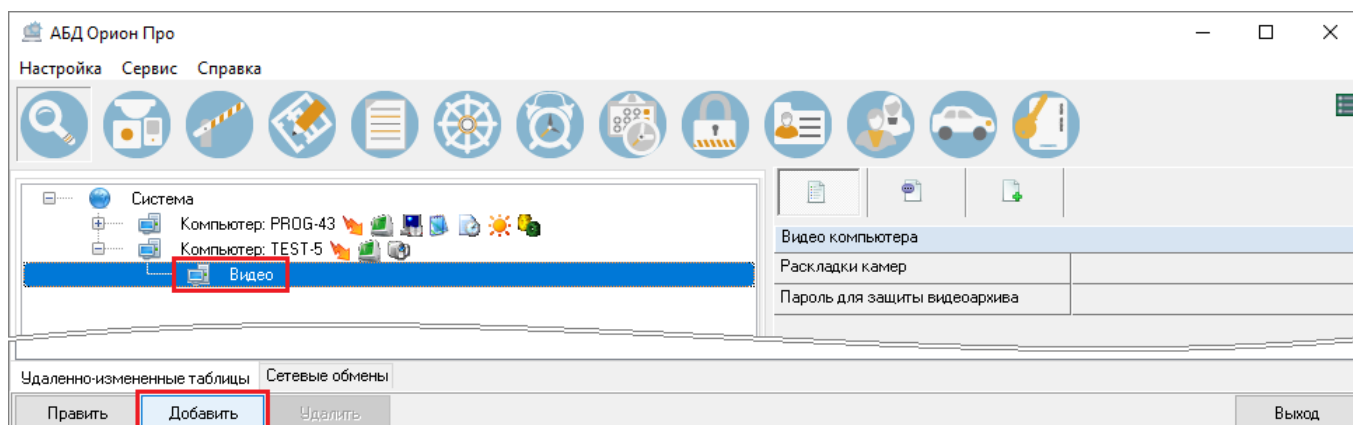 АБД Орион Про
Настройка Сервис Справка
Система
Компьютер: PROG-43
Компьютер: TEST-5
Видео
Видео компьютера
Раскладки камер
Пароль для защиты видеоархива
Удаленно-измененные таблицы Сетевые обмены
Править Добавить Удалить Выход